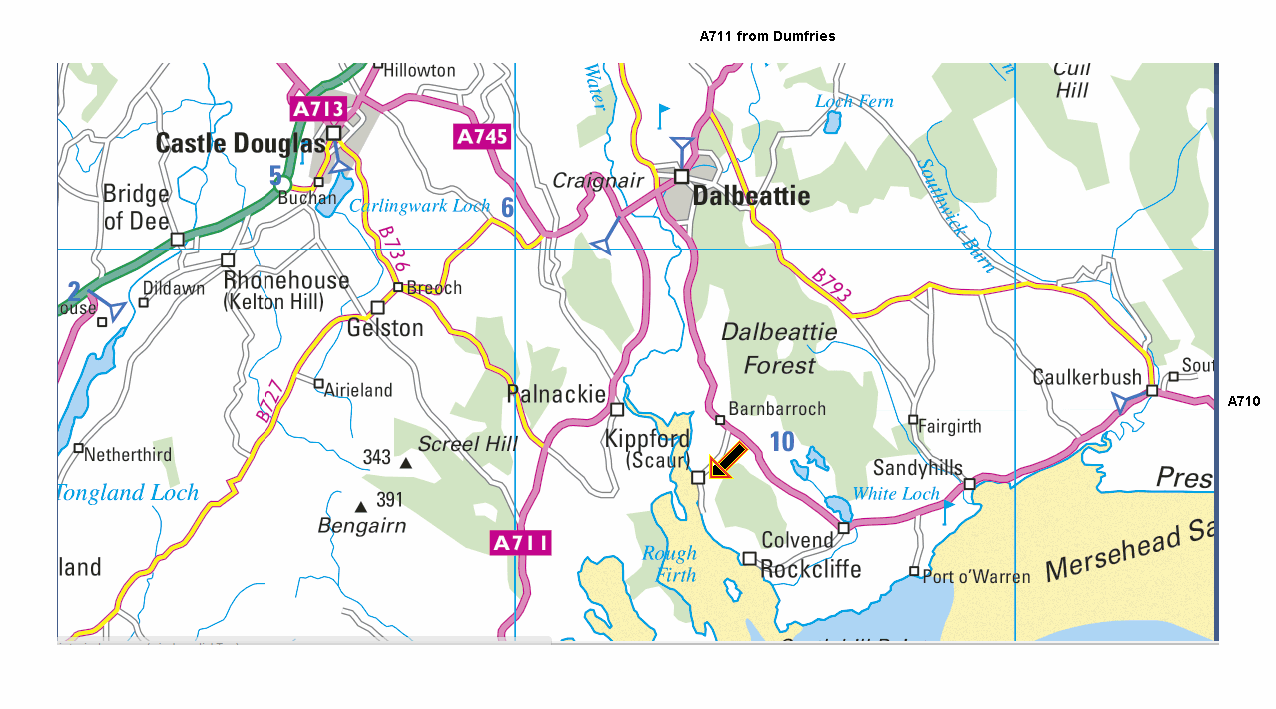 A711 from Dumfries
Hillowton
Water
Cull
Hill
Loch Fern
A713
A745
Castle Douglas
Craignair
Southwick Burn
5
Buchan
Bridge
of Dee
Carlingwark Loch
6
Dalbeattie
B736
B793
2
ouse
Dildawn
Rhonehouse
(Kelton Hill)
Breoch
Gelston
Dalbeattie
Forest
Caulkerbush
Sout
A710
B727
Airieland
Palnackie
Barnbarroch
Fairgirth
Netherthird
343
Screel Hill
Kippford
(Scaur)
10
Sandyhills
Tongland Loch
391
Bengairn
White Loch
Pres
A711
Colvend
Mersehead Sa
land
Rough
Firth
Rockcliffe
Port o'Warren